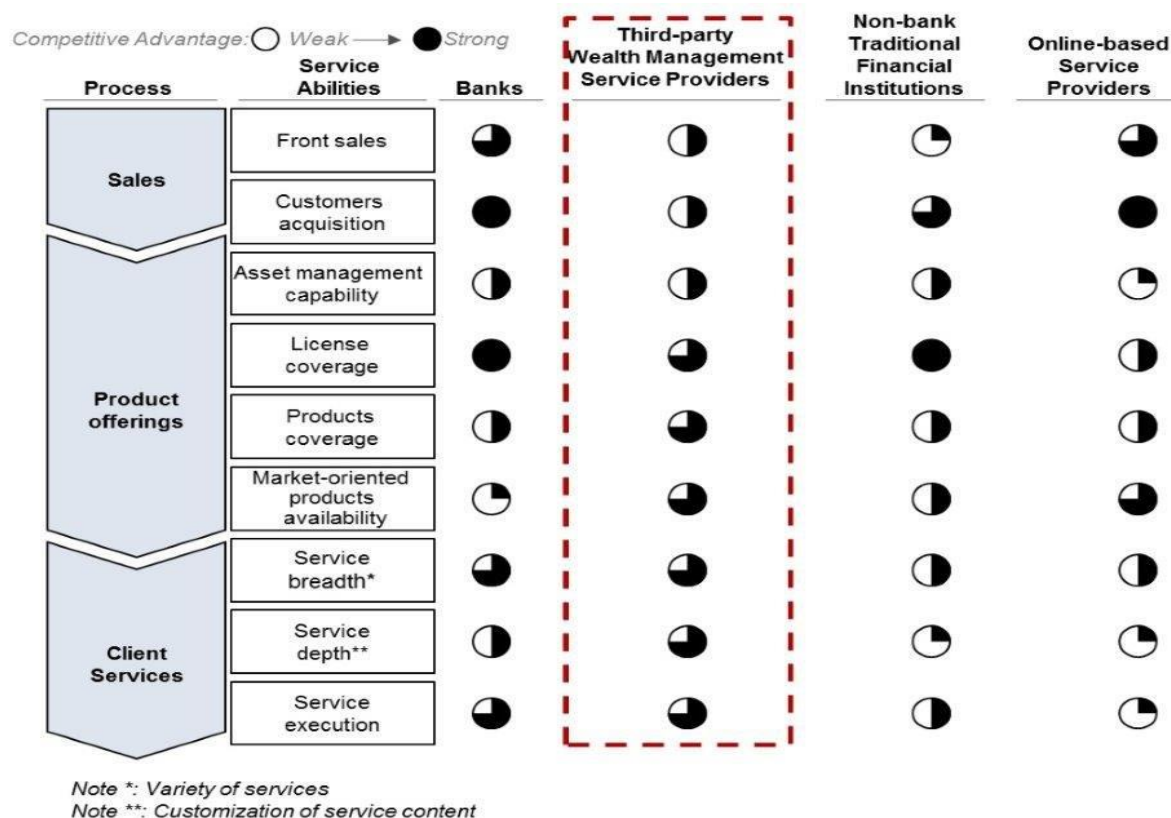 Competitive Advantage: Weak Strong
Process
Service
Abilities
Banks
Third-party
Wealth Management
Service Providers
Non-bank
Traditional
Financial
Institutions
Online-based
Service
Providers
Sales
Front sales
Customers
acquisition
Product
offerings
Asset management
capability
License
coverage
Products
coverage
Market-oriented
products
availability
Client
Services
Service
breadth*
Service
depth**
Service
execution
Note *: Variety of services
Note **: Customization of service content